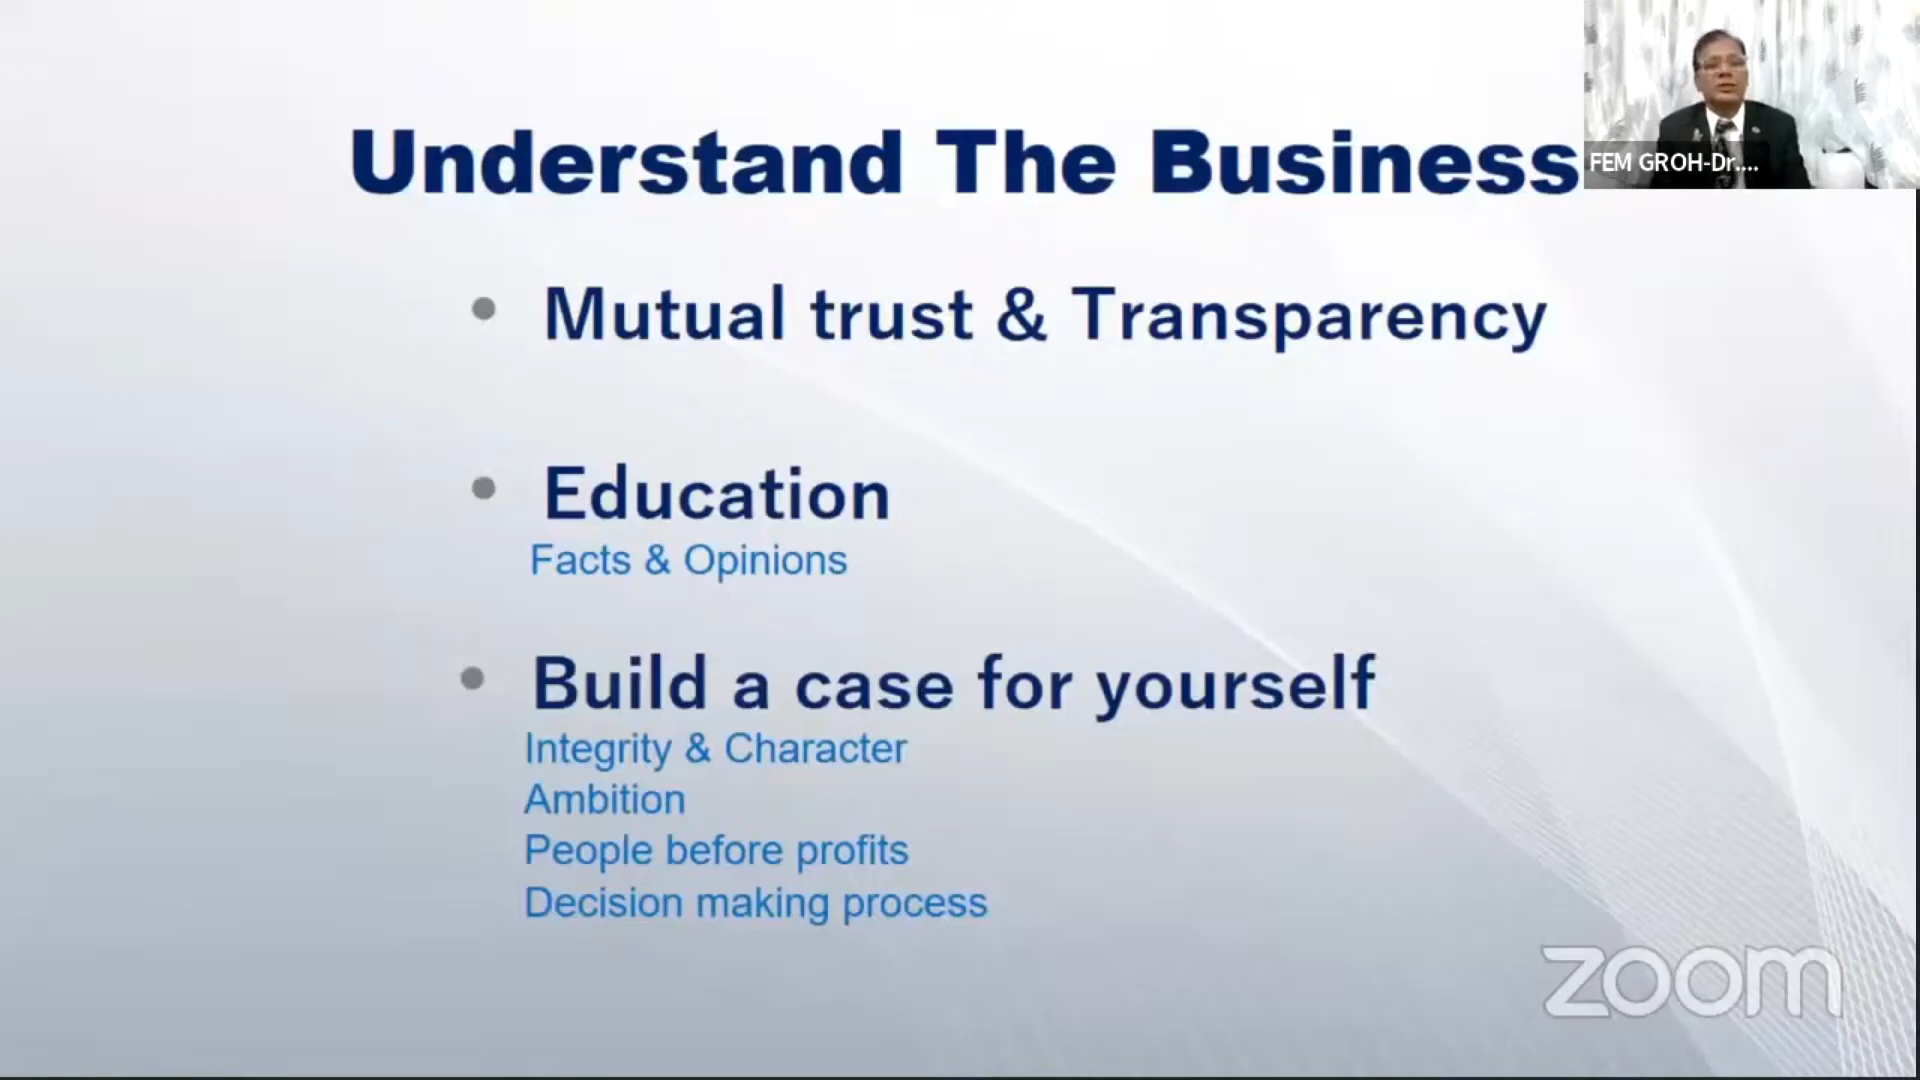 Understand The Business
FEM GROH-Dr....
• Mutual trust & Transparency
• Education
Facts & Opinions
• Build a case for yourself
Integrity & Character
Ambition
People before profits
Decision making process
zoom